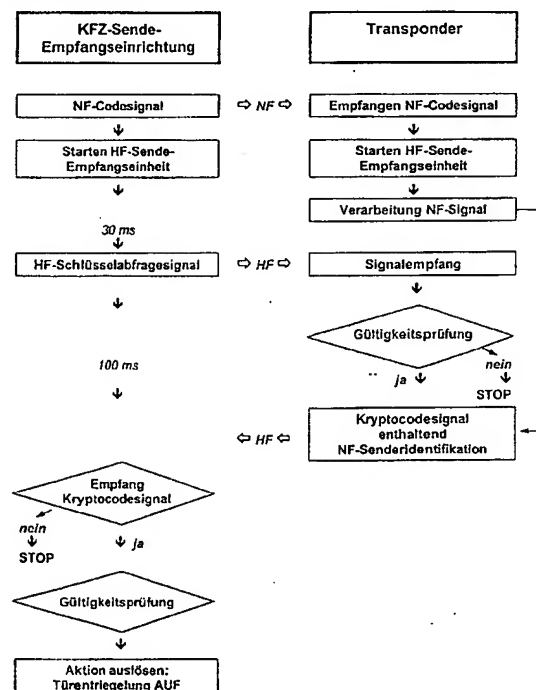 KFZ-Sende-
Empfangseinrichtung
Transponder
NF-Codesignal
NF
Empfangen NF-Codesignal
Starten HF-Sende-
Empfangseinheit
Starten HF-Sende-
Empfangseinheit
Verarbeitung NF-Signal
30 ms
HF-Schlüsselabfragesignal
HF
Signalempfang
Gültigkeitsprüfung
100 ms
nein
ja
STOP
HF
Kryptocodesignal
enthaltend
NF-Senderidentifikation
Empfang
Kryptocodesignal
nein
ja
STOP
Gültigkeitsprüfung
Aktion auslösen:
Türentriegelung AUF